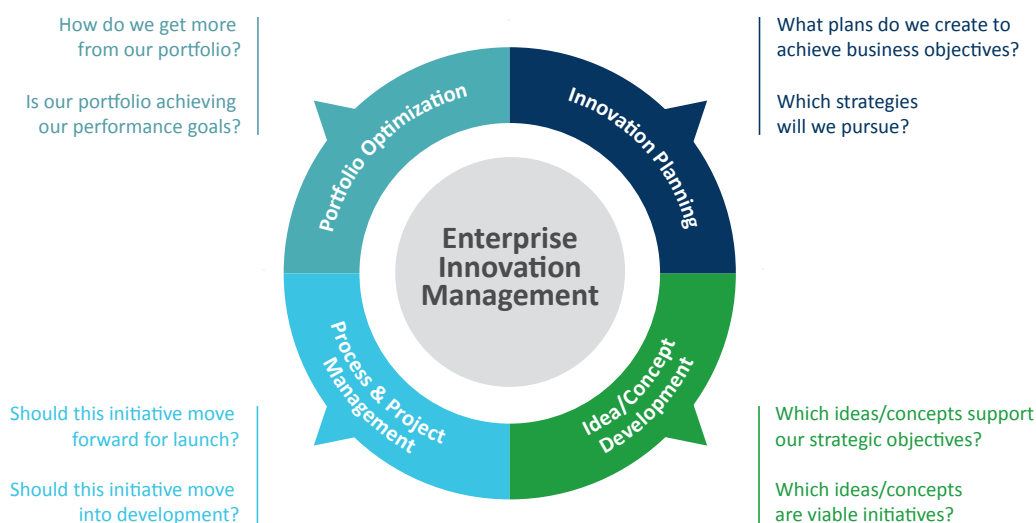 How do we get more
from our portfolio?
Is our portfolio achieving
our performance goals?
What plans do we create to
achieve business objectives?
Which strategies
will we pursue?
Portfolio Optimization
Innovation Planning
Enterprise
Innovation
Management
Process & Project
Management
Idea/Concept
Development
Should this initiative move
forward for launch?
Should this initiative move
into development?
Which ideas/concepts support
our strategic objectives?
Which ideas/concepts
are viable initiatives?